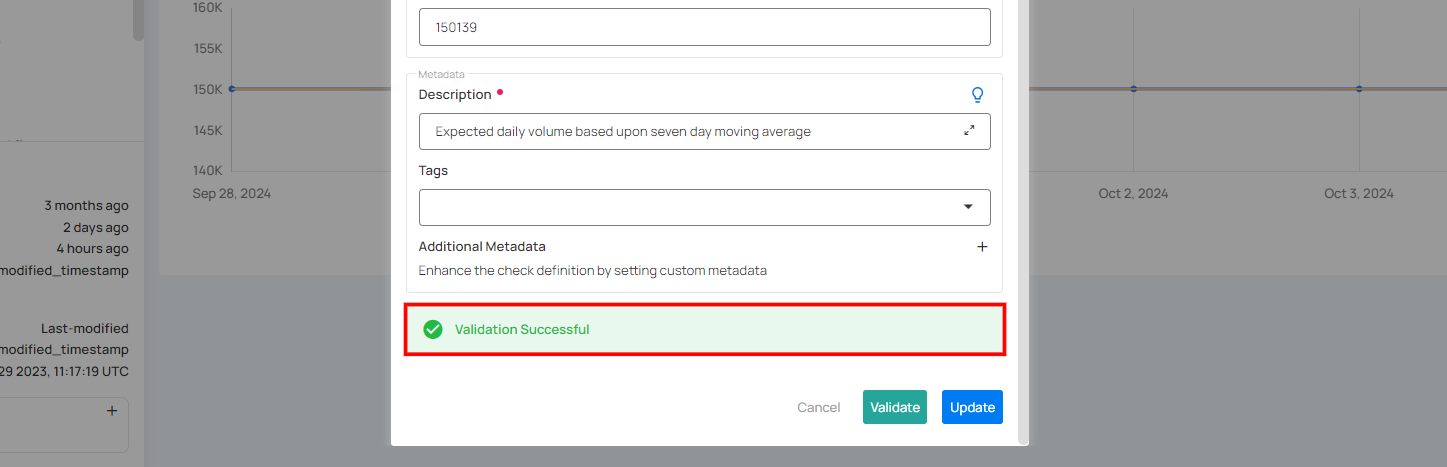 160K
155K
150K
145K
140K
Sep 28, 2024
Oct 2, 2024
Oct 3, 2024
3 months ago
2 days ago
4 hours ago
modified_timestamp
Last-modified
modified_timestamp
29 2023, 11:17:19 UTC
+
150139
Metadata
Description
Expected daily volume based upon seven day moving average
Tags
Additional Metadata
+
Enhance the check definition by setting custom metadata
Validation Successful
Cancel
Validate
Update